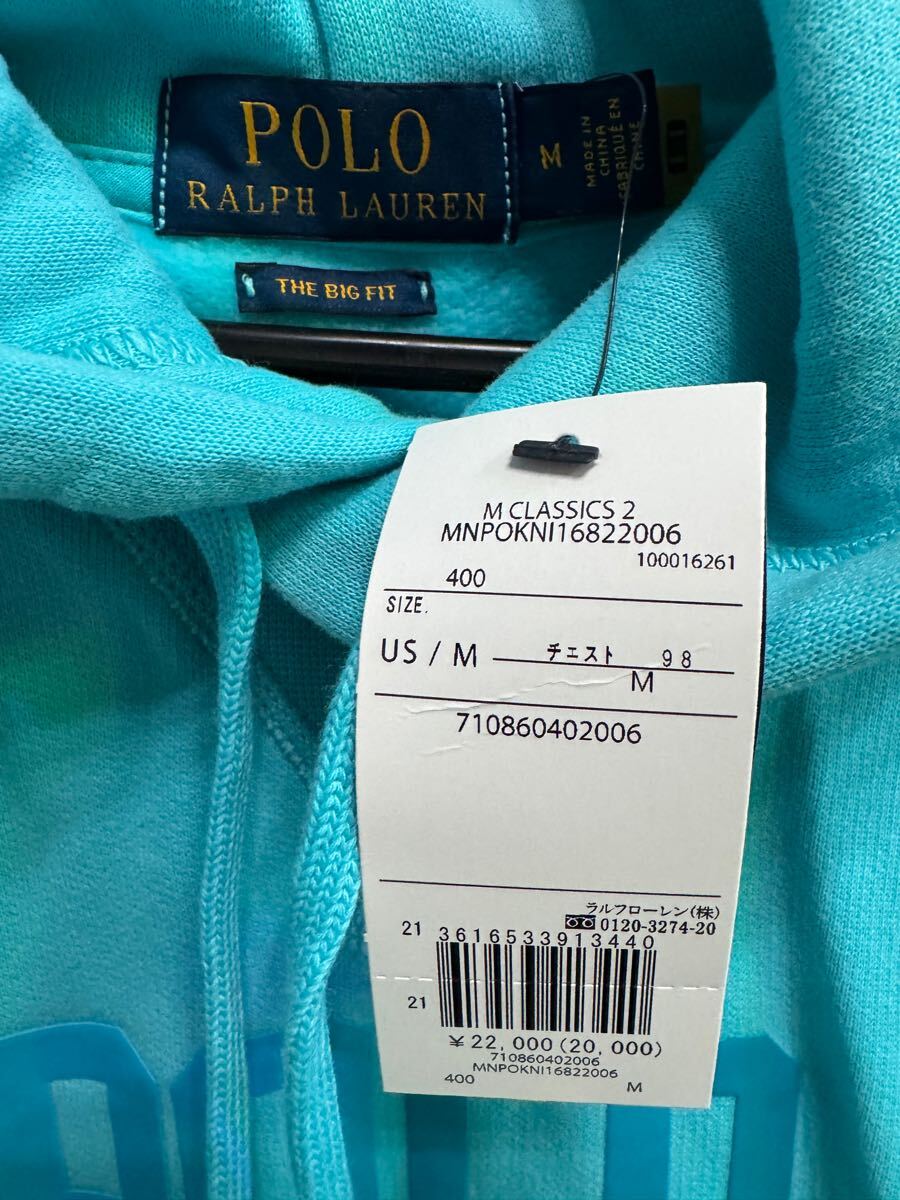 POLO
RALPH LAUREN
M
MADE IN
CHINA
FABRIQUÉ EN
CHINE
THE BIG FIT
M CLASSICS 2
MNPOKNI16822006
100016261
400
SIZE.
US / M チェスト 98
M
710860402006
ラルフローレン(株)
0120-3274-20
21 3616533913440
21
¥22,000(20,000)
710860402006
MNPOKNI16822006
400 M